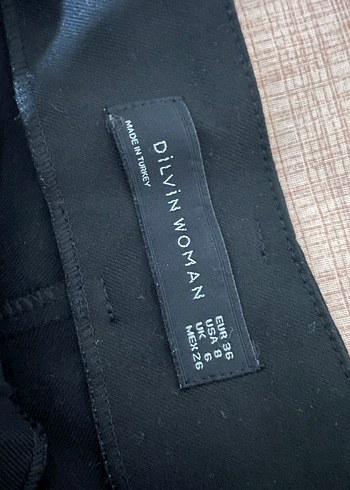 DiLViN WOMAN
MADE IN TURKEY
EUR 36
USA 8
UK 6
MEX 26